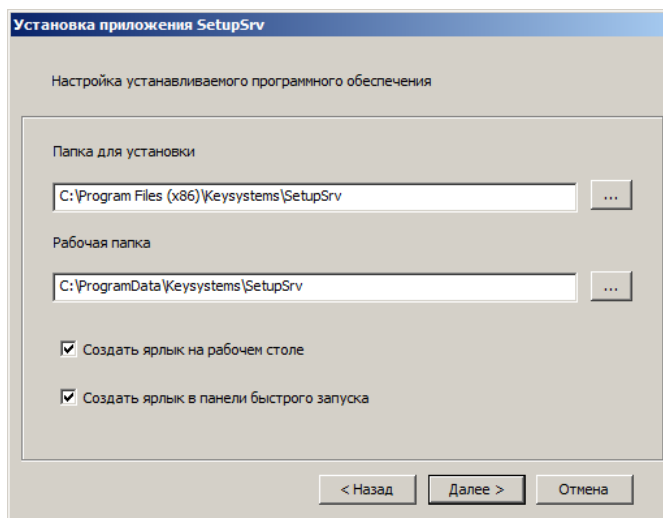 Установка приложения SetupSrv
Настройка устанавливаемого программного обеспечения
Папка для установки
C:\Program Files (x86)\Keysystems\SetupSrv
...
Рабочая папка
C:\ProgramData\Keysystems\SetupSrv
...
Создать ярлык на рабочем столе
Создать ярлык в панели быстрого запуска
< Назад Далее > Отмена